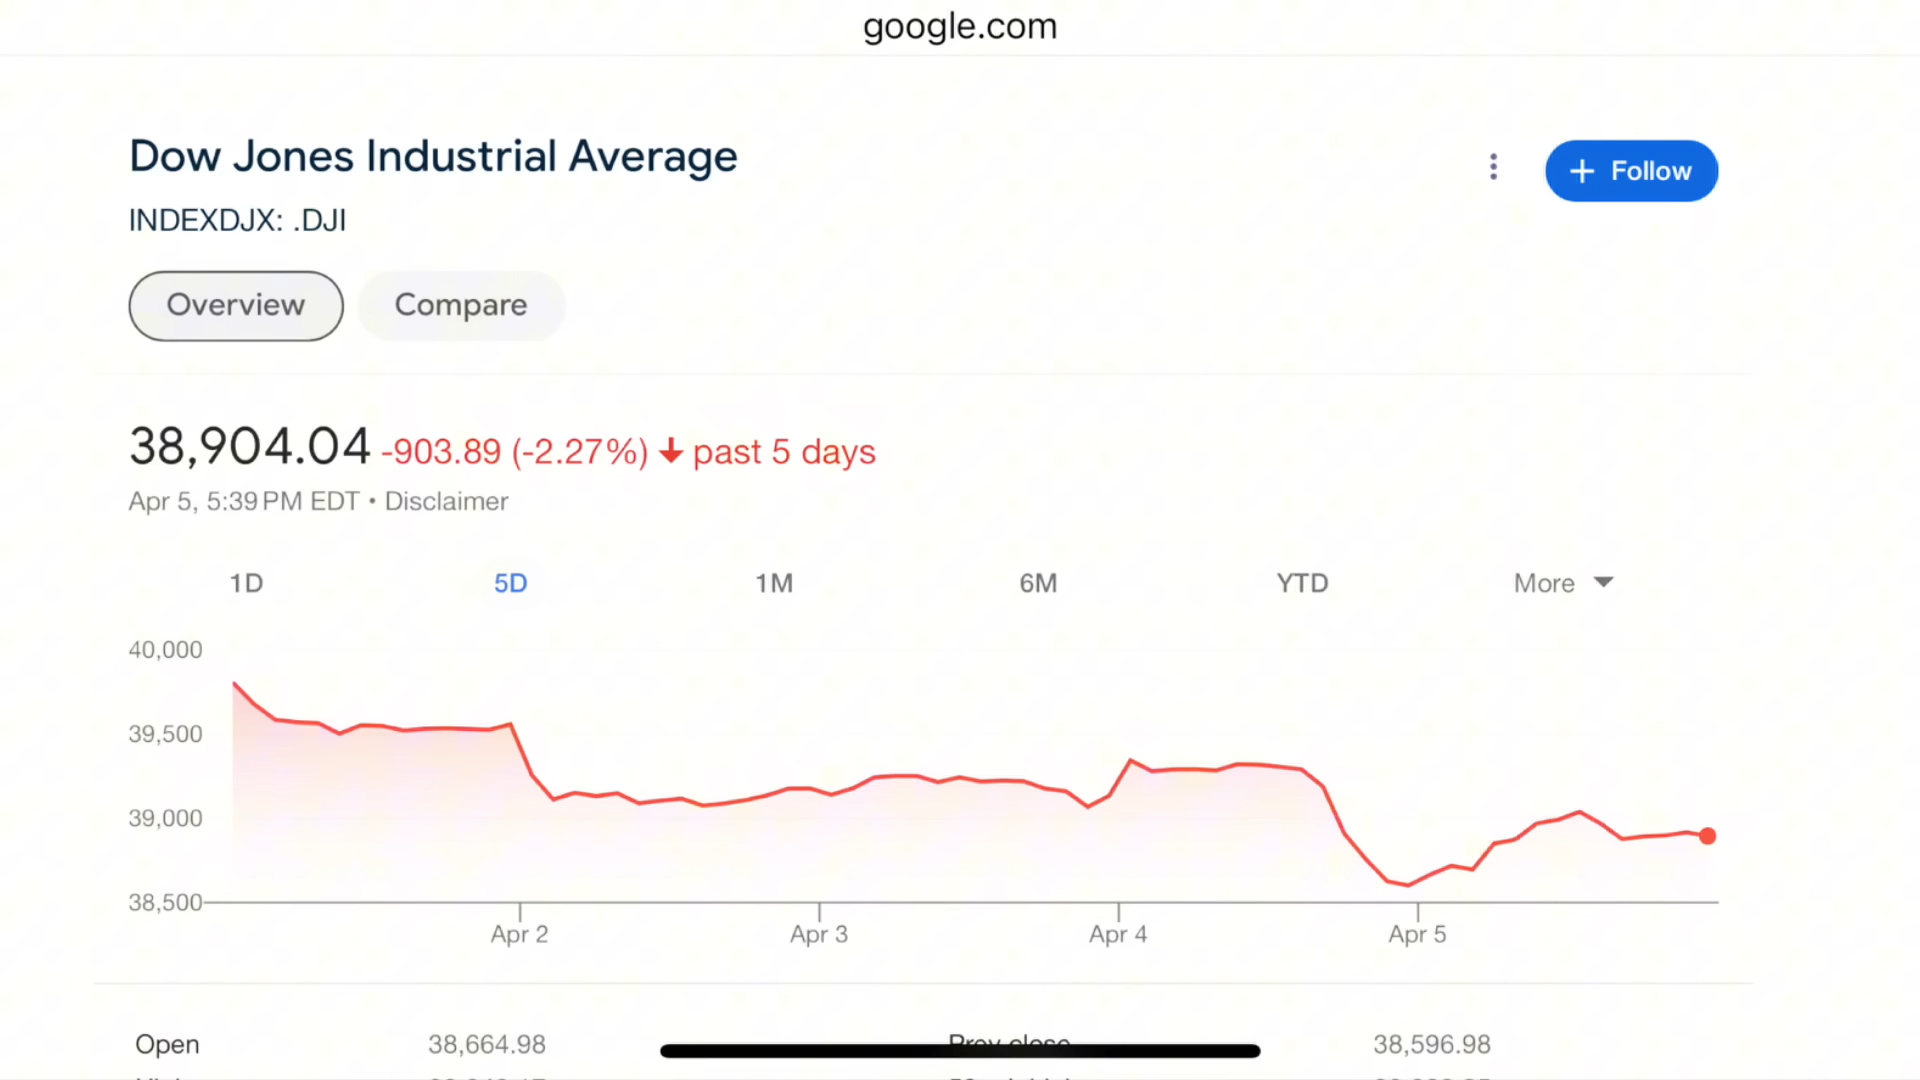 google.com
Dow Jones Industrial Average
+ Follow
INDEXDJX: .DJI
Overview Compare
38,904.04 -903.89 (-2.27%) ↓ past 5 days
Apr 5, 5:39 PM EDT • Disclaimer
1D 5D 1M 6M YTD More
40,000
39,500
39,000
38,500
Apr 2 Apr 3 Apr 4 Apr 5
Open 38,664.98 Prev close 38,596.98